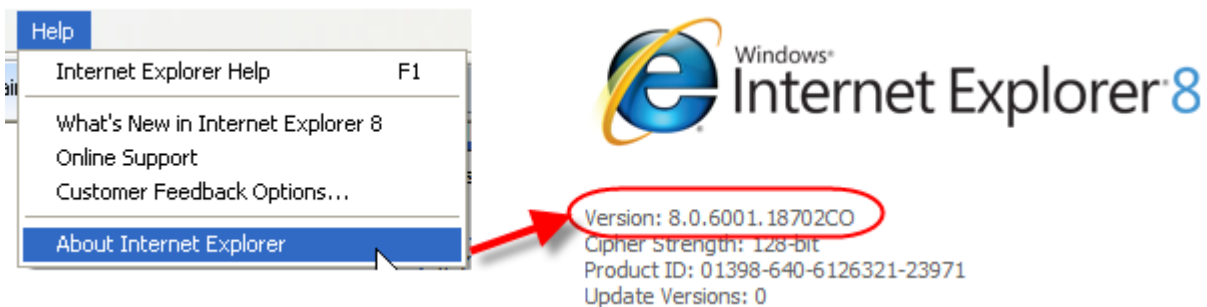 Help
Internet Explorer Help F1
What's New in Internet Explorer 8
Online Support
Customer Feedback Options...
About Internet Explorer
Windows®
Internet Explorer®8
Version: 8.0.6001.18702CO
Cipher Strength: 128-bit
Product ID: 01398-640-6126321-23971
Update Versions: 0